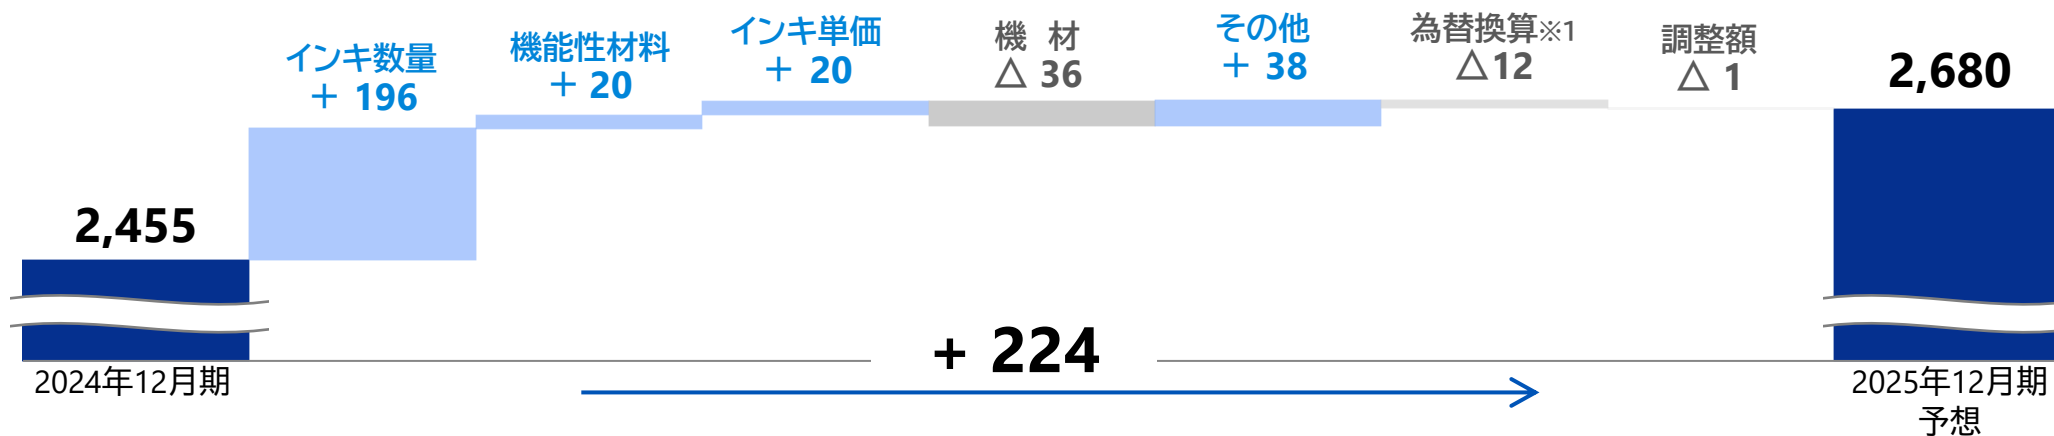 インキ数量
+ 196
機能性材料
+ 20
インキ単価
+ 20
機 材
△ 36
その他
+ 38
為替換算※1
△12
調整額
△ 1
2,680
2,455
+ 224
2024年12月期
2025年12月期
予想